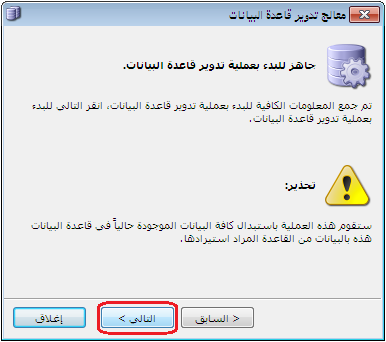 معالج تدوير قاعدة البيانات
جاهز للبدء بعملية تدوير قاعدة البيانات.
تم جمع المعلومات الكافية للبدء بعملية تدوير قاعدة البيانات، انقر التالي للبدء
بعملية تدوير قاعدة البيانات.
تحذير:
ستقوم هذه العملية باستبدال كافة البيانات الموجودة حالياً في قاعدة البيانات
هذه بالبيانات من القاعدة المراد استيرادها.
< السابق
التالي >
إغلاق